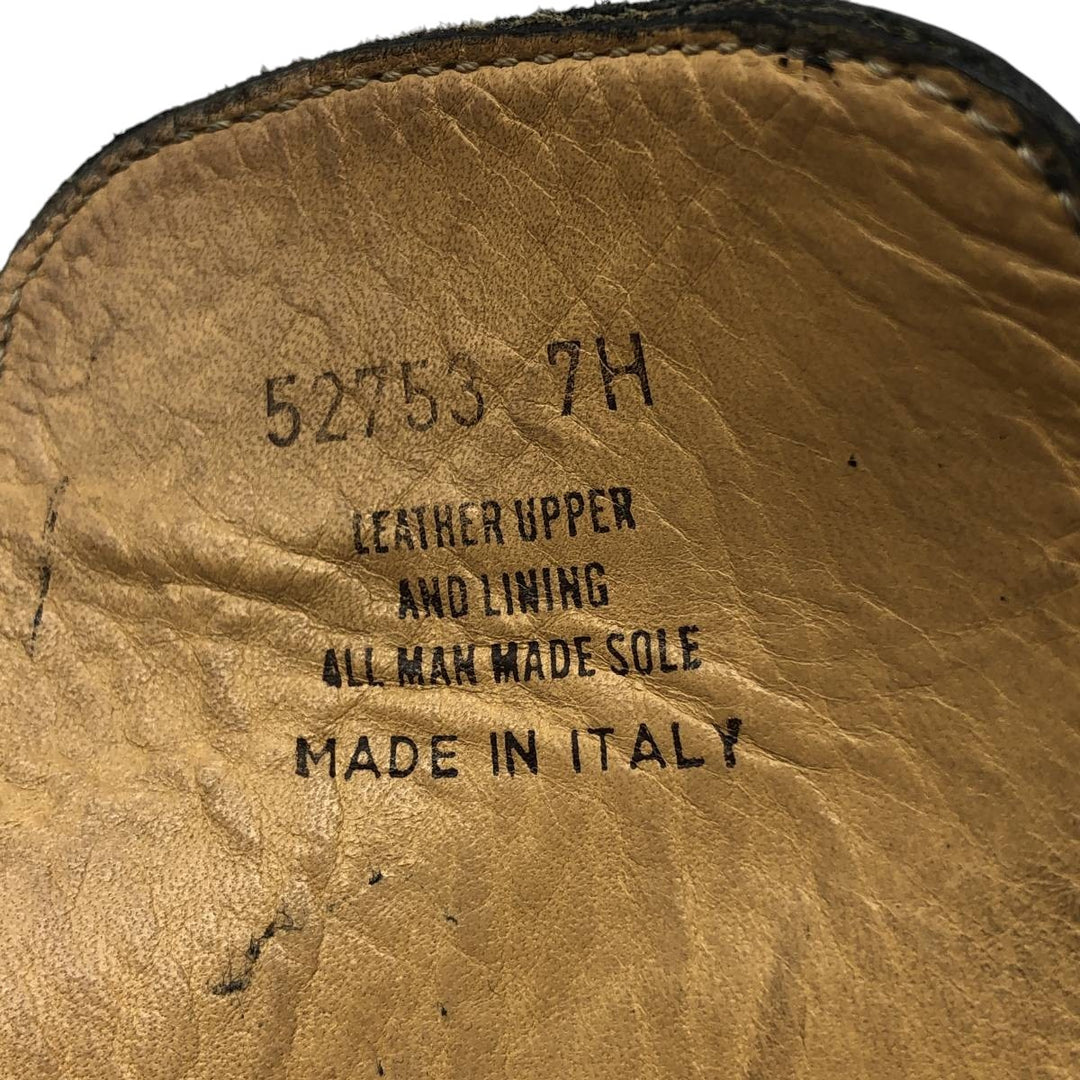 52753 7H
LEATHER UPPER
AND LINING
ALL MAN MADE SOLE
MADE IN ITALY